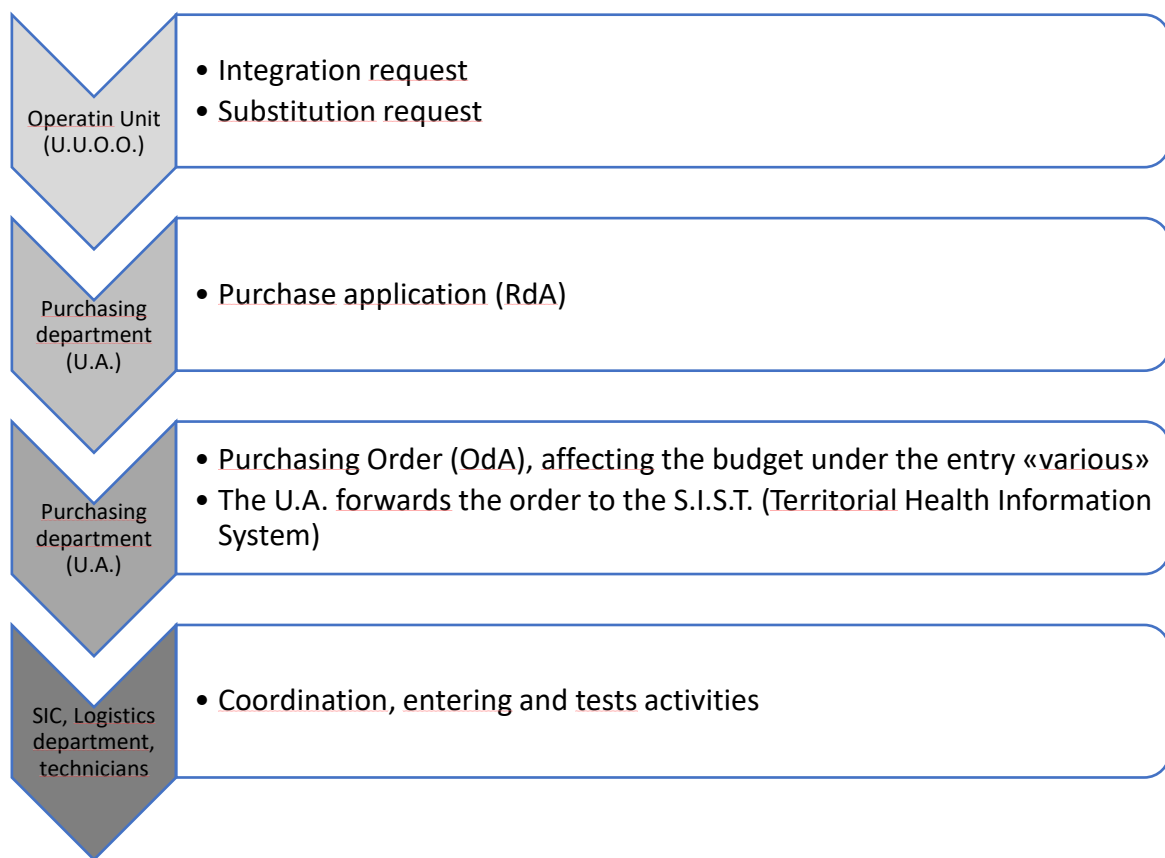 Operatin Unit
(U.U.O.O.)
• Integration request
• Substitution request
Purchasing
department
(U.A.)
• Purchase application (RdA)
Purchasing
department
(U.A.)
• Purchasing Order (OdA), affecting the budget under the entry «various»
• The U.A. forwards the order to the S.I.S.T. (Territorial Health Information
System)
SIC, Logistics
department,
technicians
• Coordination, entering and tests activities